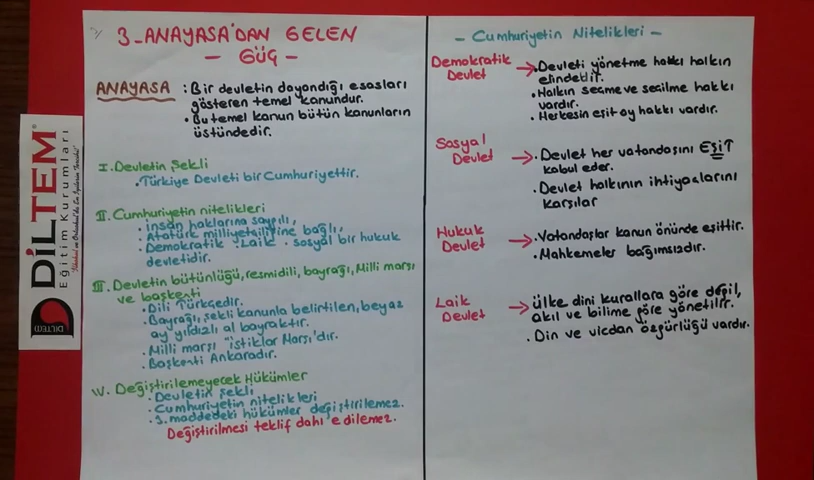 3-ANAYASA'DAN GELEN
- GÜÇ -
ANAYASA : Bir devletin dayandığı esasları
gösteren temel kanundur.
• Bu temel kanun bütün kanunların
üstündedir.
I. Devletin Şekli
• Türkiye Devleti bir Cumhuriyettir.
II. Cumhuriyetin nitelikleri
• insan haklarına saygılı,
• Atatürk milliyetçiliğine bağlı,
• Demokratik, Laik, sosyal bir hukuk
devletidir.
III. Devletin bütünlüğü, resmidili, bayrağı, Milli marşı
ve başkenti
• Dili Türkçedir.
• Bayrağı, şekli kanunla belirtilen, beyaz
ay yıldızlı al bayraktır.
• Milli marşı "istiklar Marşı'dır.
• Başkenti Ankaradır.
IV. Değiştirilemeyecek Hükümler
• Devletin şekli
• Cumhuriyetin nitelikleri
• 3. maddedeki hükümler değiştirilemez.
Değiştirilmesi teklif dahi edilemez.
- Cumhuriyetin Nitelikleri -
Demokratik Devlet → • Devleti yönetme hakkı halkın
elindedir.
• Halkın seçme ve seçilme hakkı
vardır.
• Herkesin eşit oy hakkı vardır.
Sosyal Devlet → • Devlet her vatandaşını EŞİT
kabul eder.
• Devlet halkının ihtiyaçlarını
karşılar
Hukuk Devlet → • Vatandaşlar kanun önünde eşittir.
• Mahkemeler bağımsızdır.
Laik Devlet → • ülke dini kurallara göre değil,
akıl ve bilime göre yönetilir.
• Din ve vicdan özgürlüğü vardır.
DİLTEM
Eğitim Kurumları
DİLTEM